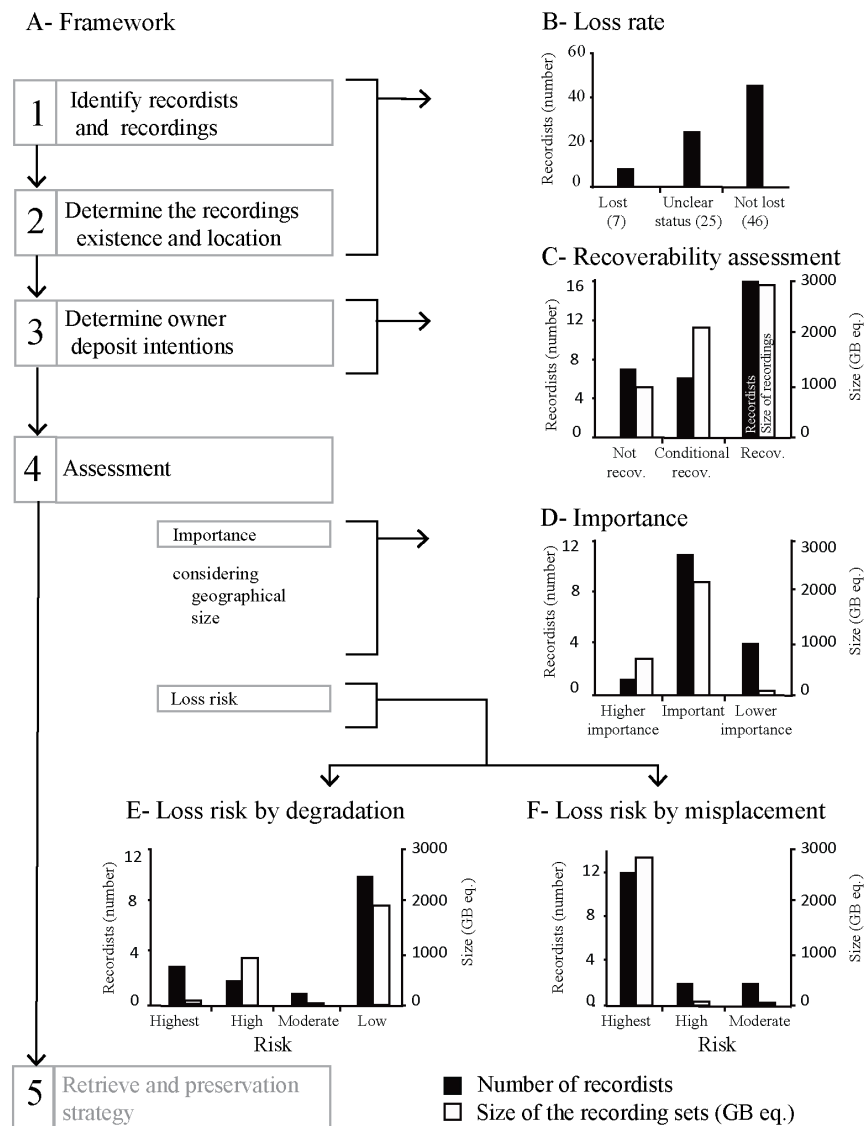 A- Framework
1
Identify recordists
and recordings
2
Determine the recordings
existence and location
3
Determine owner
deposit intentions
4
Assessment
Importance
considering
geographical
size
Loss risk
B- Loss rate
Recordists (number)
60
40
20
0
Lost
(7)
Unclear
status (25)
Not lost
(46)
C- Recoverability assessment
Recordists (number)
16
12
8
4
0
Recordists
Size of recordings
3000
2000
1000
0
Size (GB eq.)
Not
recov.
Conditional
recov.
Recov.
D- Importance
Recordists (number)
12
8
4
0
3000
2000
1000
0
Size (GB eq.)
Higher
importance
Important
Lower
importance
E- Loss risk by degradation
Recordists (number)
12
8
4
0
3000
2000
1000
0
Size (GB eq.)
Highest
High
Moderate
Low
Risk
F- Loss risk by misplacement
Recordists (number)
12
8
4
0
3000
2000
1000
0
Size (GB eq.)
Highest
High
Moderate
Risk
5
Retrieve and preservation
strategy
Number of recordists
Size of the recording sets (GB eq.)